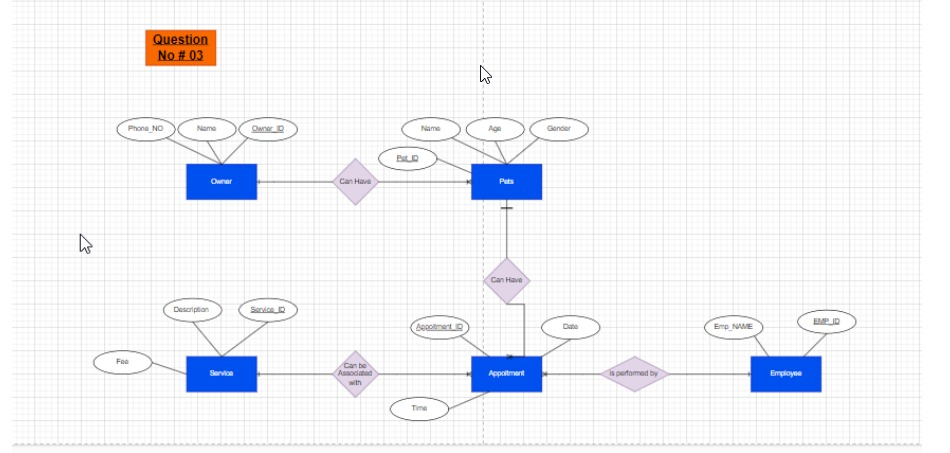 Question
No # 03
Phone_NO
Name
Owner_ID
Name
Age
Gender
Pet_ID
Owner
Can Have
Pets
Can Have
Description
Service_ID
Appoitment_ID
Date
Emp_NAME
EMP_ID
Fee
Service
Can be
Associated
with
Appoitment
is performed by
Employee
Time